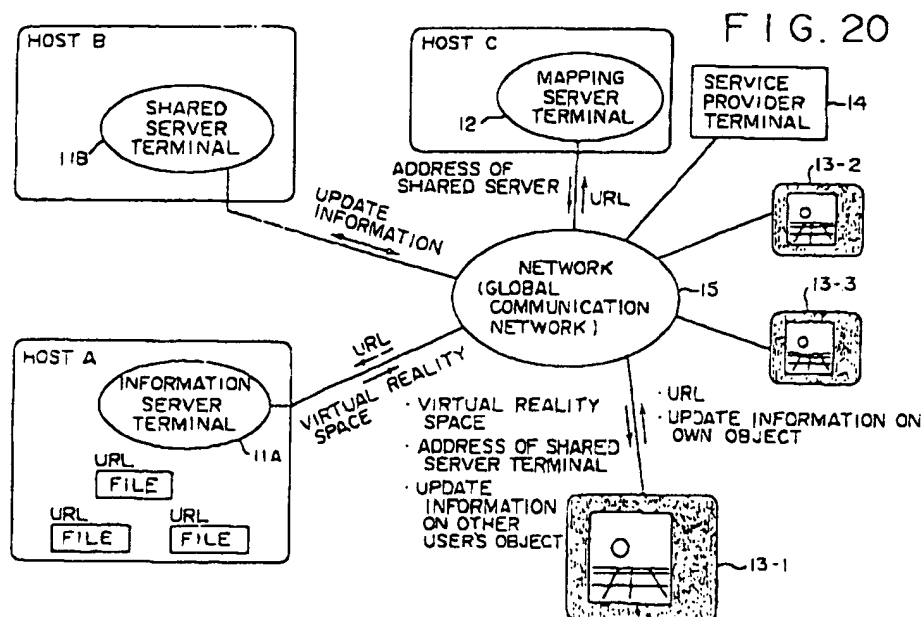 FIG. 20
HOST B
SHARED
SERVER
TERMINAL
11B
HOST C
MAPPING
SERVER
TERMINAL
12
SERVICE
PROVIDER
TERMINAL
14
ADDRESS OF
SHARED SERVER
URL
UPDATE
INFORMATION
13-2
NETWORK
(GLOBAL
COMMUNICATION
NETWORK)
15
13-3
HOST A
INFORMATION
SERVER
TERMINAL
11A
URL
FILE
URL
FILE
URL
FILE
URL
VIRTUAL REALITY
SPACE
· VIRTUAL REALITY
SPACE
· ADDRESS OF SHARED
SERVER TERMINAL
· UPDATE
INFORMATION
ON OTHER
USER'S OBJECT
· URL
· UPDATE INFORMATION ON
OWN OBJECT
13-1